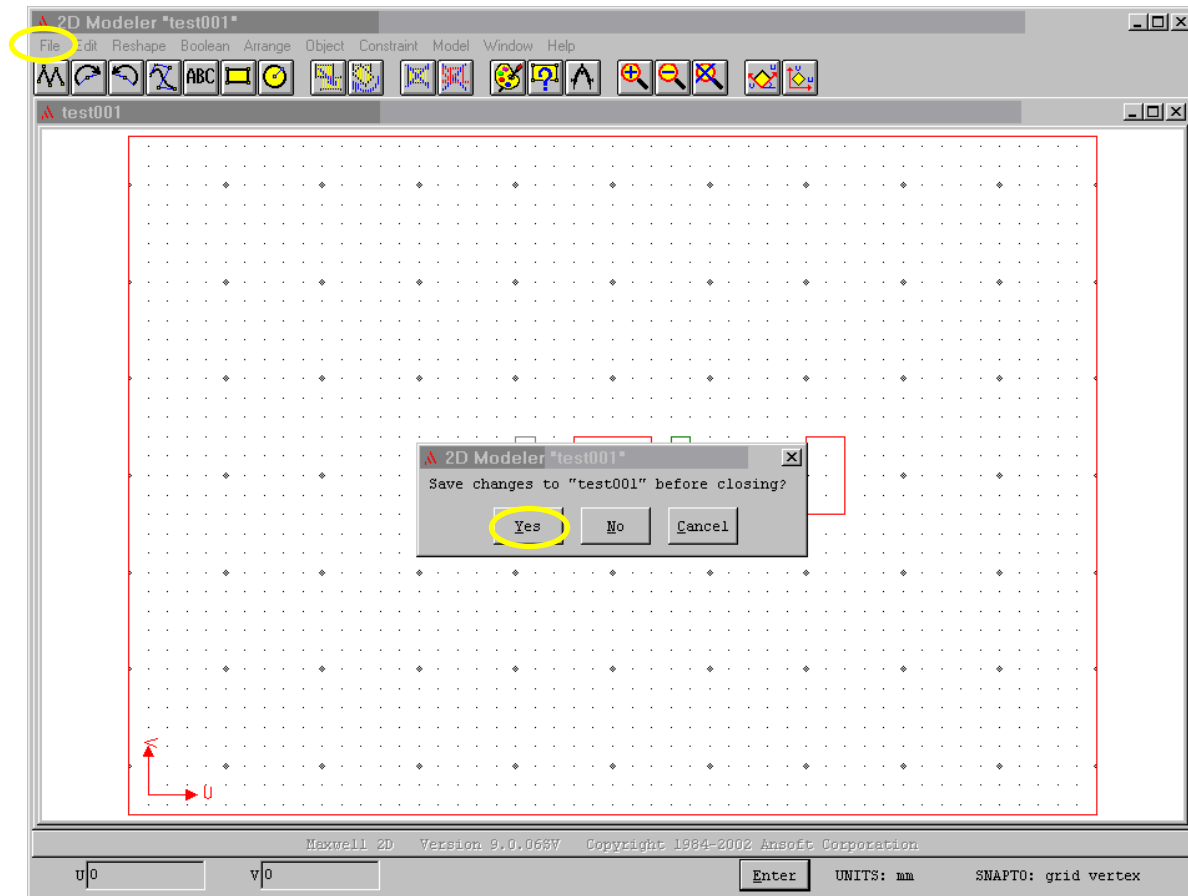 2D Modeler "test001"
File Edit Reshape Boolean Arrange Object Constraint Model Window Help
ABC
test001
2D Modeler "test001"
Save changes to "test001" before closing?
Yes No Cancel
V
U
Maxwell 2D Version 9.0.06SV Copyright 1984-2002 Ansoft Corporation
U 0 V 0 Enter UNITS: mm SNAPTO: grid vertex